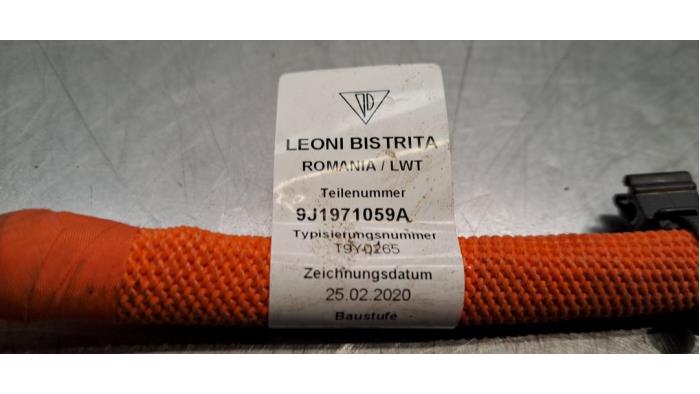 LEONI BISTRITA
ROMANIA / LWT
Teilenummer
9J1971059A
Typisierungsnummer
T9Y0265
Zeichnungsdatum
25.02.2020
Baustufe